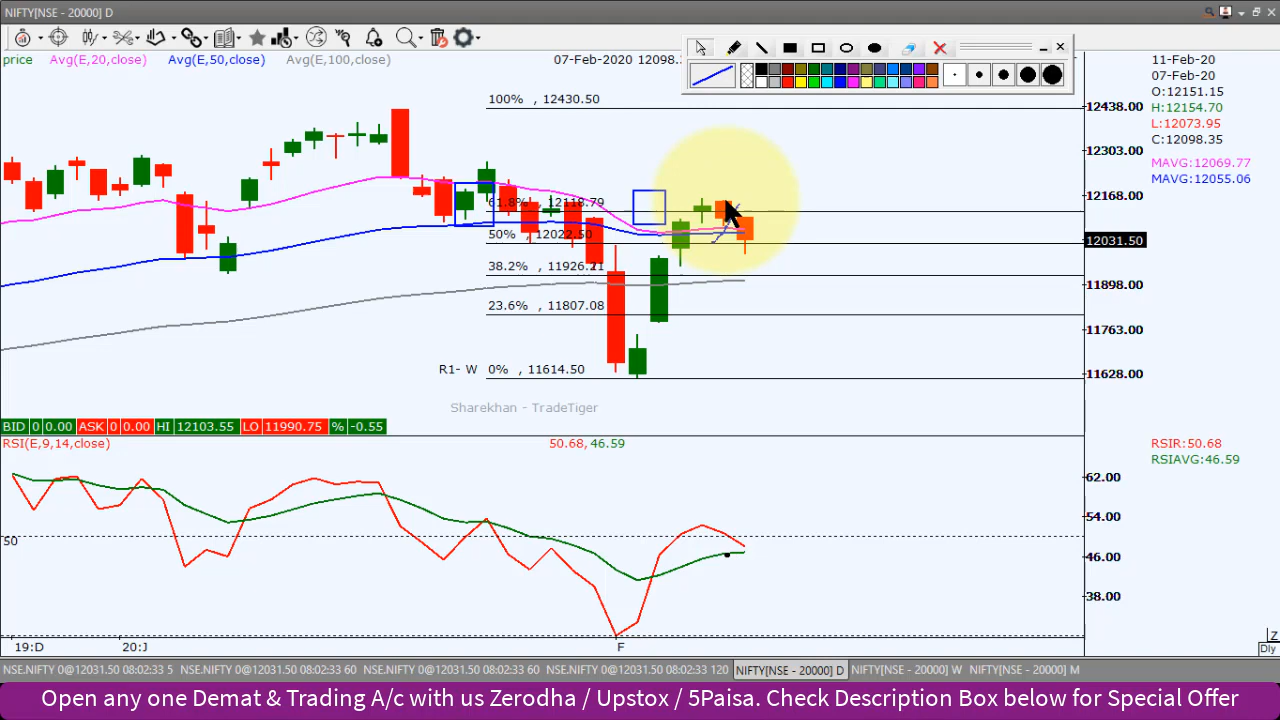 NIFTY[NSE - 20000] D
price Avg(E,20,close) Avg(E,50,close) Avg(E,100,close) 07-Feb-2020 12098.3
11-Feb-20
07-Feb-20
O:12151.15
H:12154.70
L:12073.95
C:12098.35
MAVG:12069.77
MAVG:12055.06
100% , 12430.50
61.8% , 12118.79
50% , 12022.50
38.2% , 11926.21
23.6% , 11807.08
R1- W 0% , 11614.50
12438.00
12303.00
12168.00
12031.50
11898.00
11763.00
11628.00
Sharekhan - TradeTiger
BID 0 0.00 ASK 0 0.00 HI 12103.55 LO 11990.75 % -0.55
RSI(E,9,14,close) 50.68, 46.59
RSIR:50.68
RSIAVG:46.59
62.00
54.00
50
46.00
38.00
19:D 20:J F
Z
Dly
NSE.NIFTY 0@12031.50 08:02:33 5 NSE.NIFTY 0@12031.50 08:02:33 60 NSE.NIFTY 0@12031.50 08:02:33 60 NSE.NIFTY 0@12031.50 08:02:33 120 NIFTY[NSE - 20000] D NIFTY[NSE - 20000] W NIFTY[NSE - 20000] M
Open any one Demat & Trading A/c with us Zerodha / Upstox / 5Paisa. Check Description Box below for Special Offer